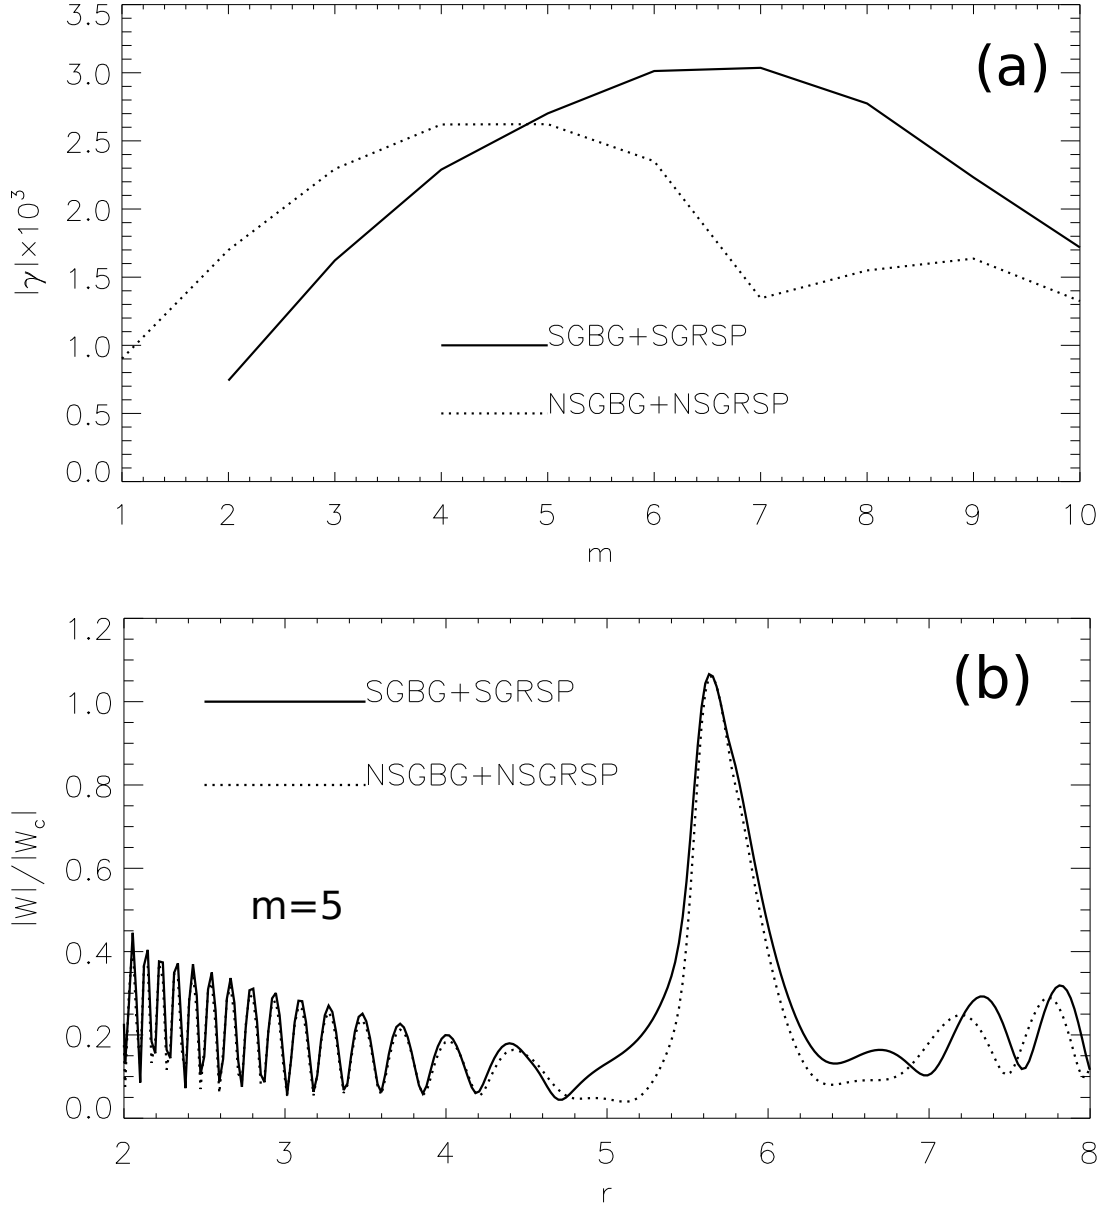 3.5
(a)
3.0
2.5
2.0
1.5
1.0
0.5
0.0
|γ|×10³
SGBG+SGRSP
NSGBG+NSGRSP
1 2 3 4 5 6 7 8 9 10
m
1.2
(b)
1.0
0.8
0.6
0.4
0.2
0.0
|W|/|W_c|
SGBG+SGRSP
NSGBG+NSGRSP
m=5
2 3 4 5 6 7 8
r